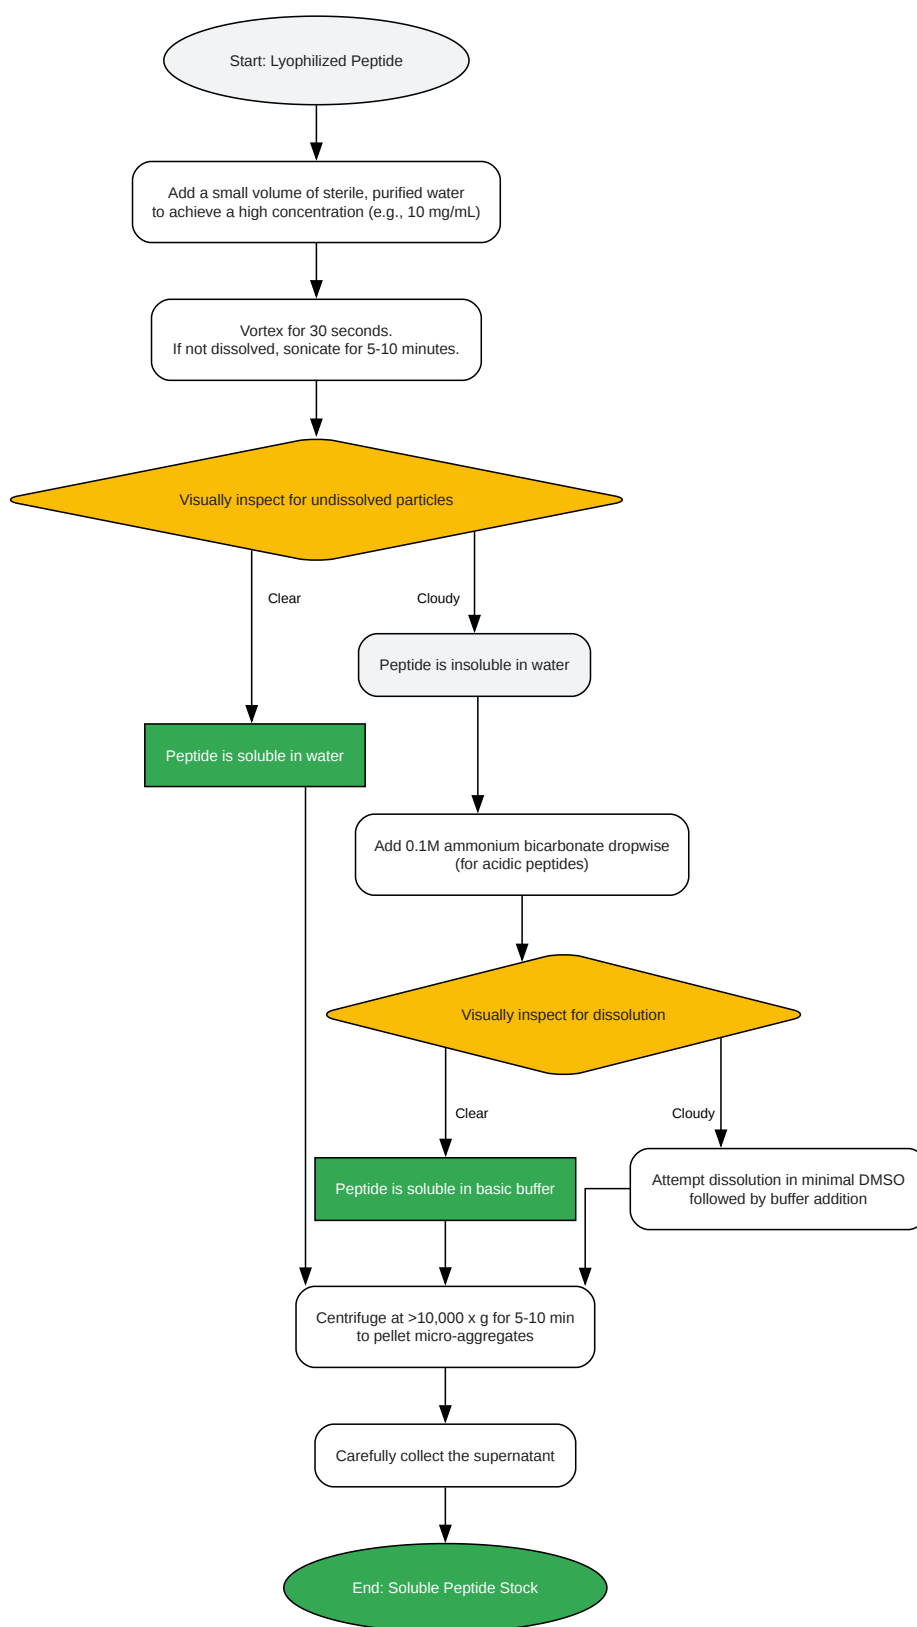 Start: Lyophilized Peptide
Add a small volume of sterile, purified water
to achieve a high concentration (e.g., 10 mg/mL)
Vortex for 30 seconds.
If not dissolved, sonicate for 5-10 minutes.
Visually inspect for undissolved particles
Clear
Cloudy
Peptide is insoluble in water
Peptide is soluble in water
Add 0.1M ammonium bicarbonate dropwise
(for acidic peptides)
Visually inspect for dissolution
Clear
Cloudy
Peptide is soluble in basic buffer
Attempt dissolution in minimal DMSO
followed by buffer addition
Centrifuge at >10,000 x g for 5-10 min
to pellet micro-aggregates
Carefully collect the supernatant
End: Soluble Peptide Stock